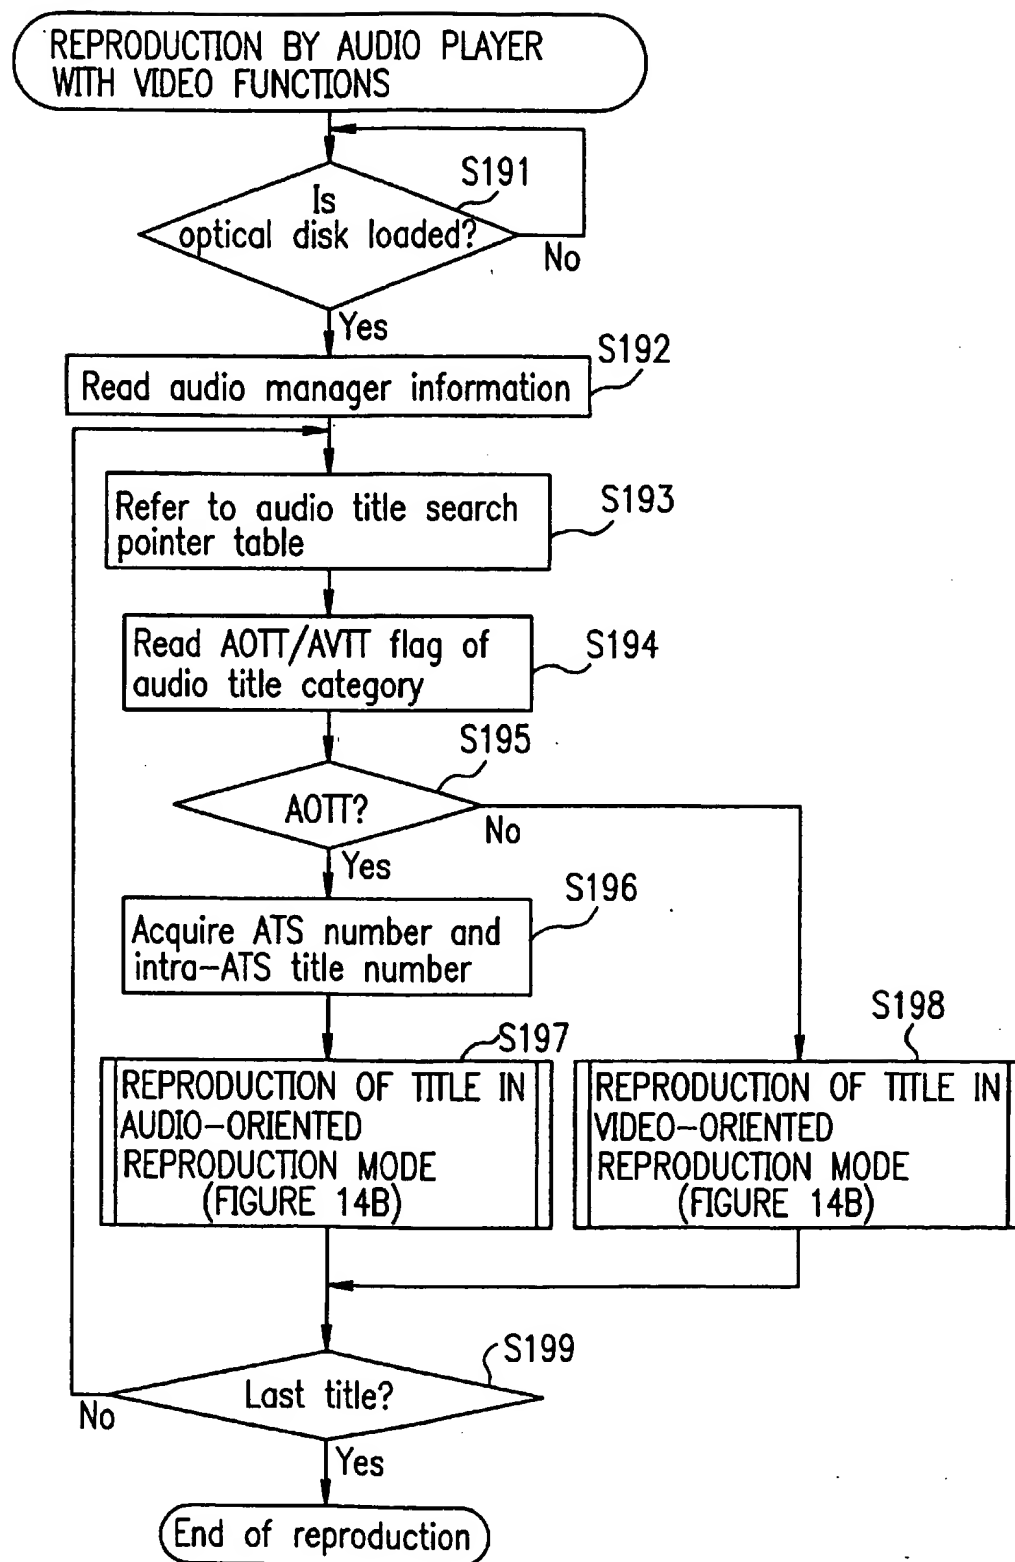 REPRODUCTION BY AUDIO PLAYER
WITH VIDEO FUNCTIONS
S191
Is
optical disk loaded?
No
Yes
S192
Read audio manager information
S193
Refer to audio title search
pointer table
S194
Read AOTT/AVTT flag of
audio title category
S195
AOTT?
No
Yes
S196
Acquire ATS number and
intra-ATS title number
S197
REPRODUCTION OF TITLE IN
AUDIO-ORIENTED
REPRODUCTION MODE
(FIGURE 14B)
S198
REPRODUCTION OF TITLE IN
VIDEO-ORIENTED
REPRODUCTION MODE
(FIGURE 14B)
S199
Last title?
No
Yes
End of reproduction